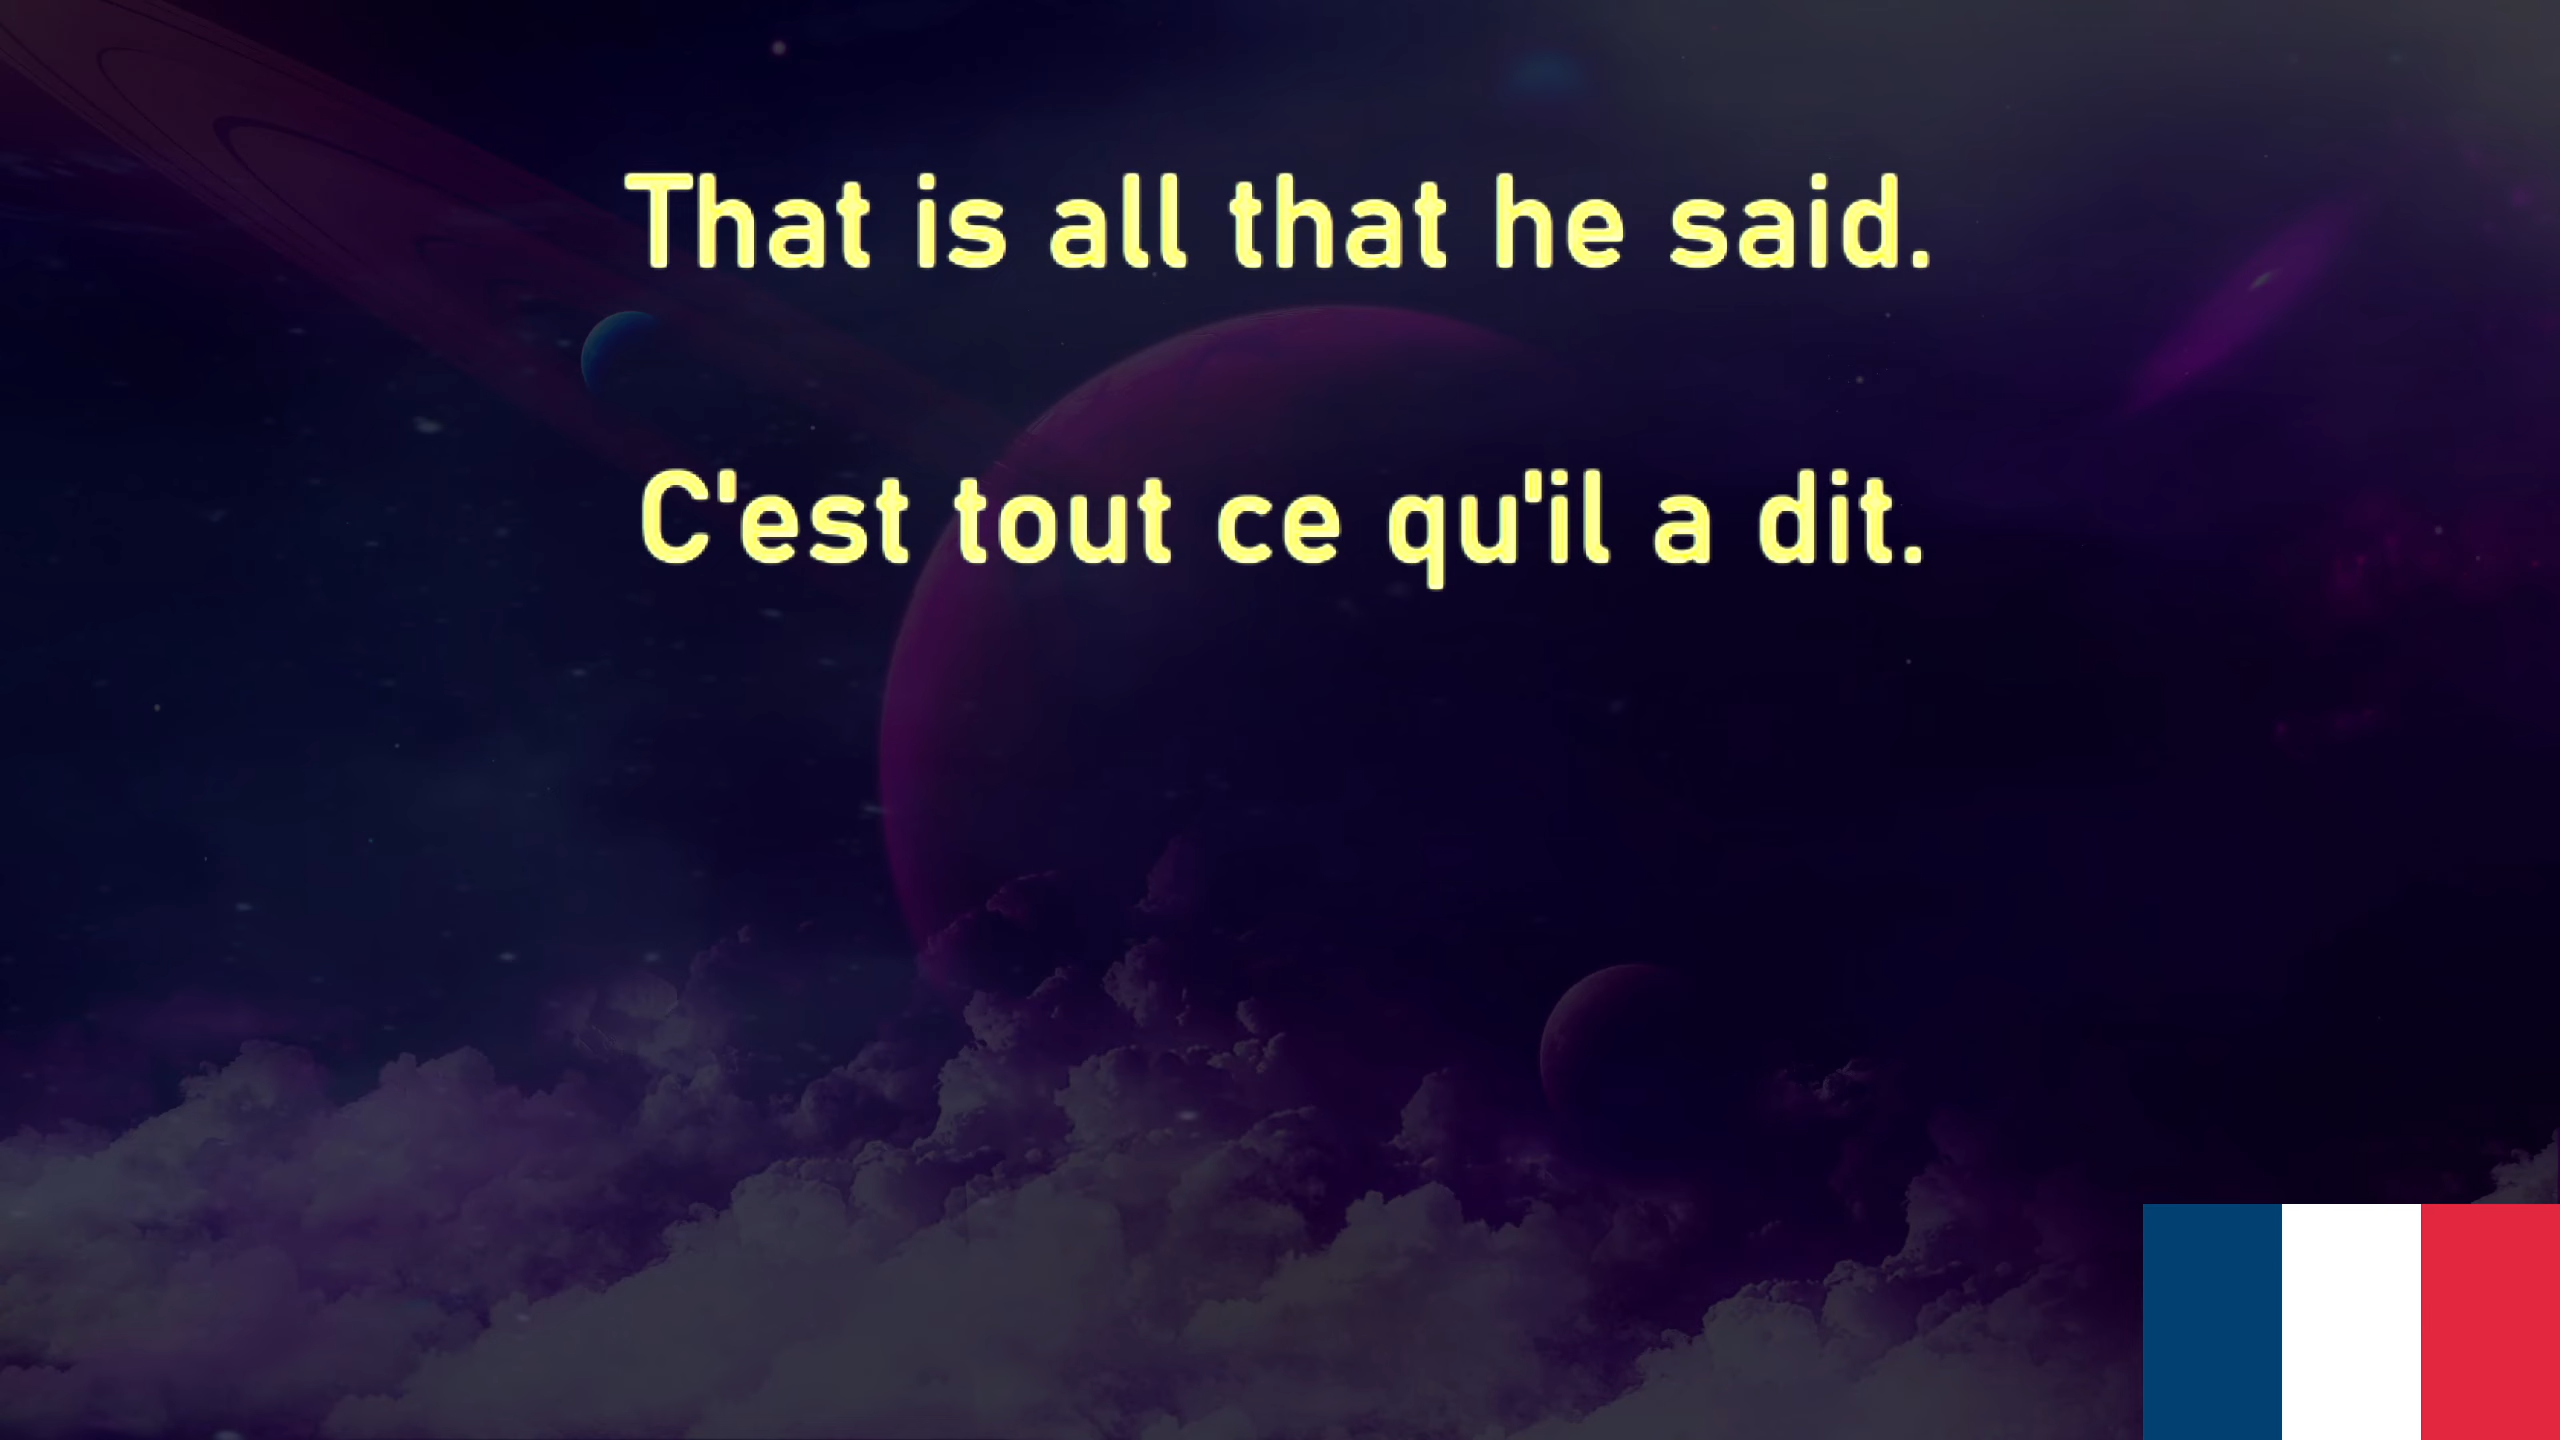 That is all that he said.
C'est tout ce qu'il a dit.